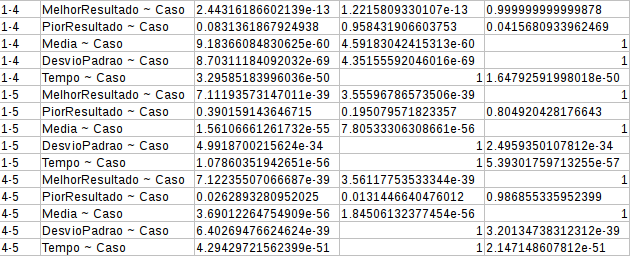 1-4 MelhorResultado ~ Caso 2.44316186602139e-13 1.2215809330107e-13 0.999999999999878
1-4 PiorResultado ~ Caso 0.0831361867924938 0.958431906603753 0.0415680933962469
1-4 Media ~ Caso 9.18366084830625e-60 4.59183042415313e-60 1
1-4 DesvioPadrao ~ Caso 8.70311184092032e-69 4.35155592046016e-69 1
1-4 Tempo ~ Caso 3.29585183996036e-50 1 1.64792591998018e-50
1-5 MelhorResultado ~ Caso 7.11193573147011e-39 3.55596786573506e-39 1
1-5 PiorResultado ~ Caso 0.390159143646715 0.195079571823357 0.804920428176643
1-5 Media ~ Caso 1.56106661261732e-55 7.80533306308661e-56 1
1-5 DesvioPadrao ~ Caso 4.9918700215624e-34 1 2.4959350107812e-34
1-5 Tempo ~ Caso 1.07860351942651e-56 1 5.39301759713255e-57
4-5 MelhorResultado ~ Caso 7.12235507066687e-39 3.56117753533344e-39 1
4-5 PiorResultado ~ Caso 0.0262893280952025 0.0131446640476012 0.986855335952399
4-5 Media ~ Caso 3.69012264754909e-56 1.84506132377454e-56 1
4-5 DesvioPadrao ~ Caso 6.40269476624624e-39 1 3.20134738312312e-39
4-5 Tempo ~ Caso 4.29429721562399e-51 1 2.147148607812e-51